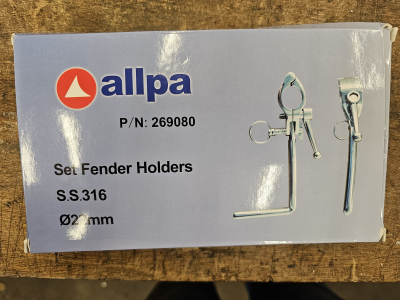 allpa
P/N: 269080
Set Fender Holders
S.S.316